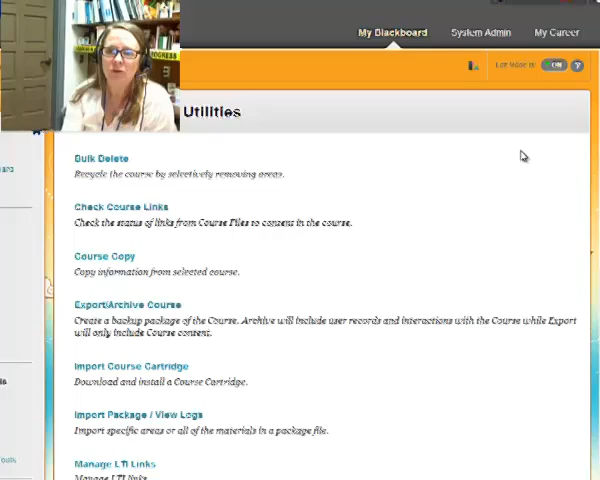 My Blackboard System Admin My Career
Edit Mode is: ON ?
PROGRESS
Utilities
Bulk Delete
Recycle the course by selectively removing areas.
Check Course Links
Check the status of links from Course Files to content in the course.
Course Copy
Copy information from selected course.
Export/Archive Course
Create a backup package of the Course. Archive will include user records and interactions with the Course while Export
will only include Course content.
Import Course Cartridge
Download and install a Course Cartridge.
Import Package / View Logs
Import specific areas or all of the materials in a package file.
Manage LTI Links
Manage LTI links.